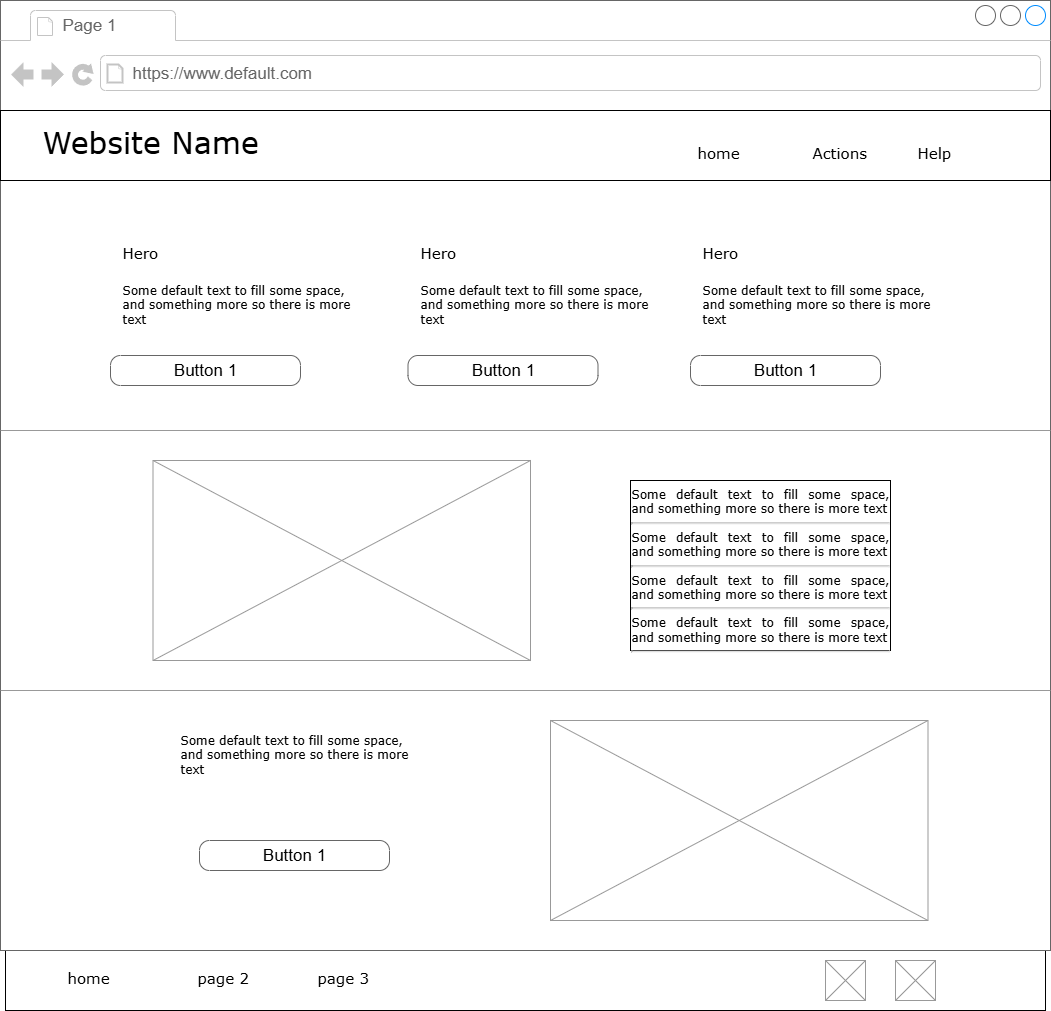 Page 1
https://www.default.com
Website Name
home
Actions
Help
Hero
Some default text to fill some space,
and something more so there is more
text
Button 1
Hero
Some default text to fill some space,
and something more so there is more
text
Button 1
Hero
Some default text to fill some space,
and something more so there is more
text
Button 1
Some default text to fill some space,
and something more so there is more text
Some default text to fill some space,
and something more so there is more text
Some default text to fill some space,
and something more so there is more text
Some default text to fill some space,
and something more so there is more text
Some default text to fill some space,
and something more so there is more
text
Button 1
home
page 2
page 3